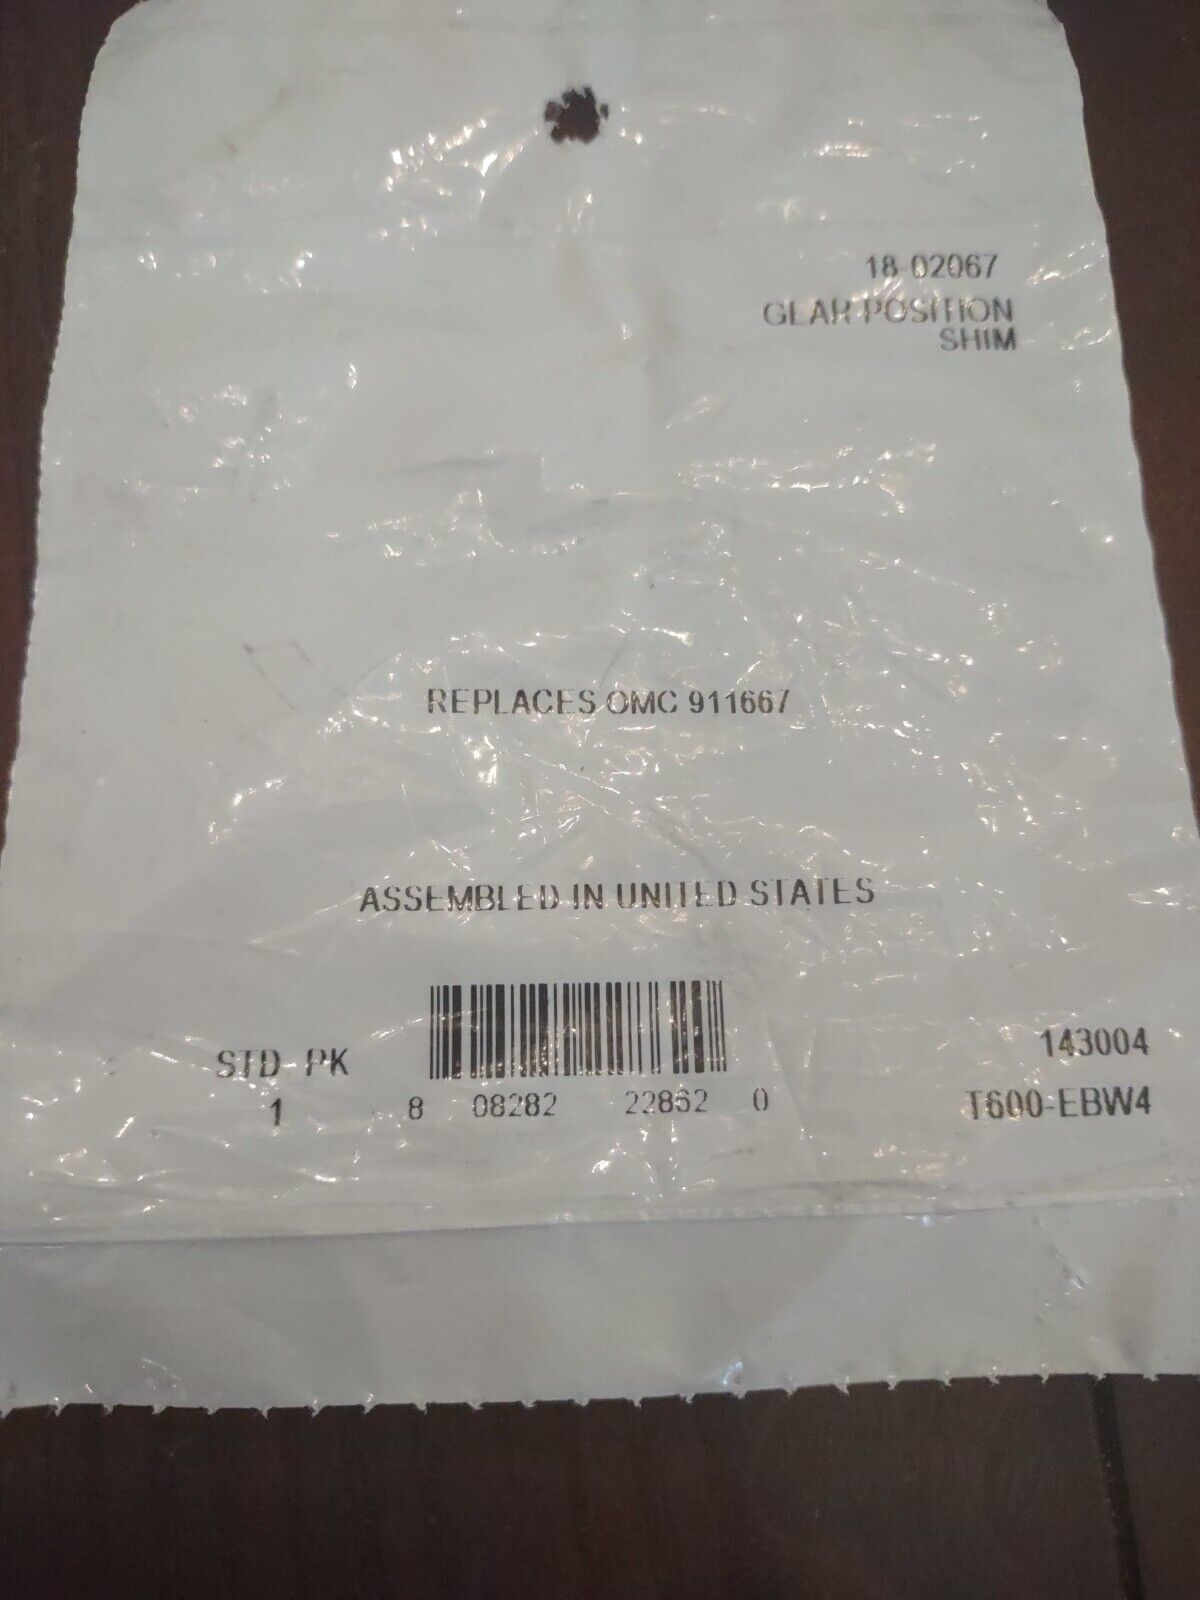 18-02067
GEAR POSITION
SHIM
REPLACES OMC 911667
ASSEMBLED IN UNITED STATES
STD PK
1
8 08282 22862 0
143004
T600-EBW4